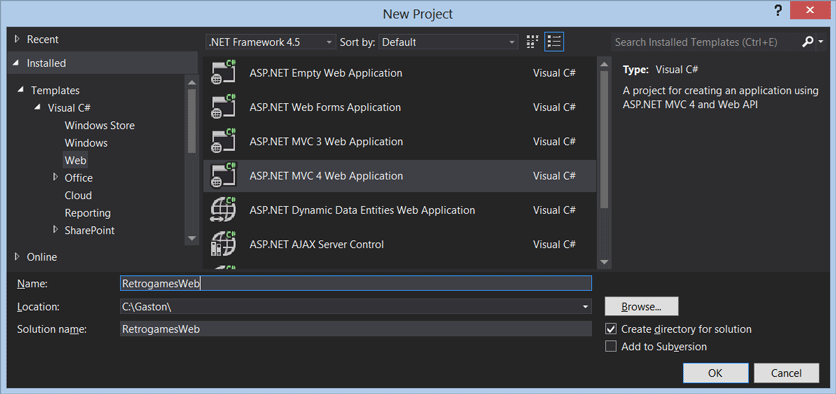 New Project
? x
Recent
Installed
Templates
Visual C#
Windows Store
Windows
Web
Office
Cloud
Reporting
SharePoint
Online
.NET Framework 4.5 Sort by: Default
ASP.NET Empty Web Application Visual C#
ASP.NET Web Forms Application Visual C#
ASP.NET MVC 3 Web Application Visual C#
ASP.NET MVC 4 Web Application Visual C#
ASP.NET Dynamic Data Entities Web Application Visual C#
ASP.NET AJAX Server Control Visual C#
Search Installed Templates (Ctrl+E)
Type: Visual C#
A project for creating an application using
ASP.NET MVC 4 and Web API
Name: RetrogamesWeb
Location: C:\Gaston\ Browse...
Solution name: RetrogamesWeb Create directory for solution
Add to Subversion
OK Cancel